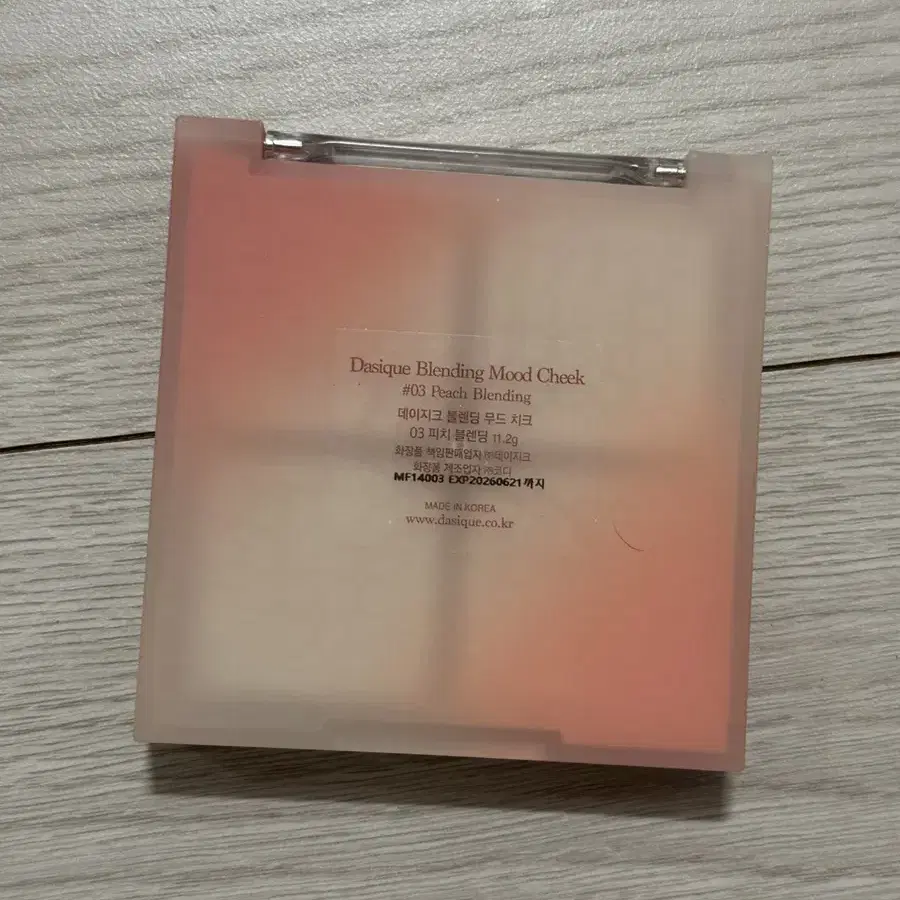 Dasique Blending Mood Cheek
#03 Peach Blending
데이지크 블렌딩 무드 치크
03 피치 블렌딩 11.2g
화장품 책임판매업자 ㈜데이지크
화장품 제조업자 ㈜코디
MF14003 EXP20260621까지
MADE IN KOREA
www.dasique.co.kr